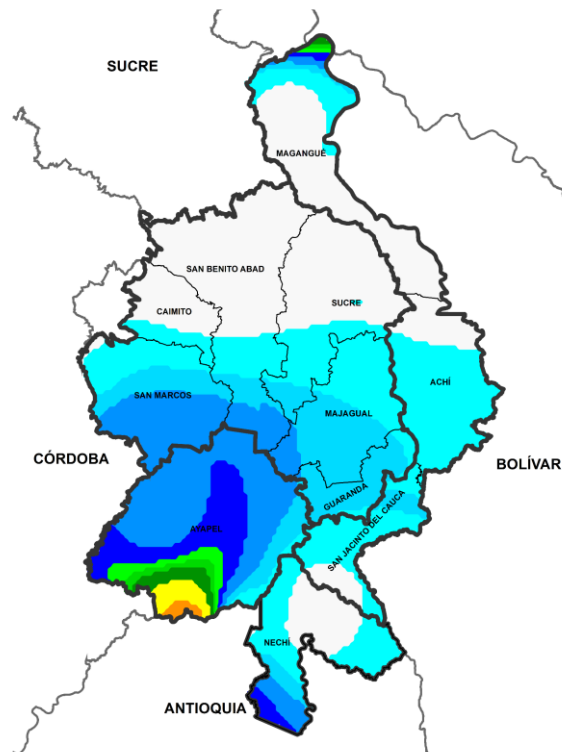 SUCRE
MAGANGUÉ
SAN BENITO ABAD
CAIMITO
SUCRE
ACHÍ
SAN MARCOS
MAJAGUAL
CÓRDOBA
BOLÍVAR
GUARANDA
AYAPEL
SAN JACINTO DEL CAUCA
NECHÍ
ANTIOQUIA